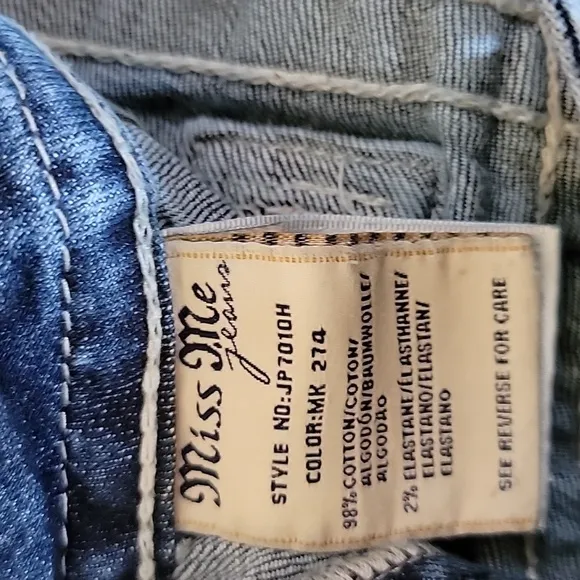 Miss Me
jeans
STYLE NO:JP7010H
COLOR:MK 274
98% COTTON/COTON/
ALGODÓN/BAUMWOLLE/
ALGODÃO
2% ELASTANE/ÉLASTHANNE/
ELASTANO/ELASTAN/
ELASTANO
SEE REVERSE FOR CARE